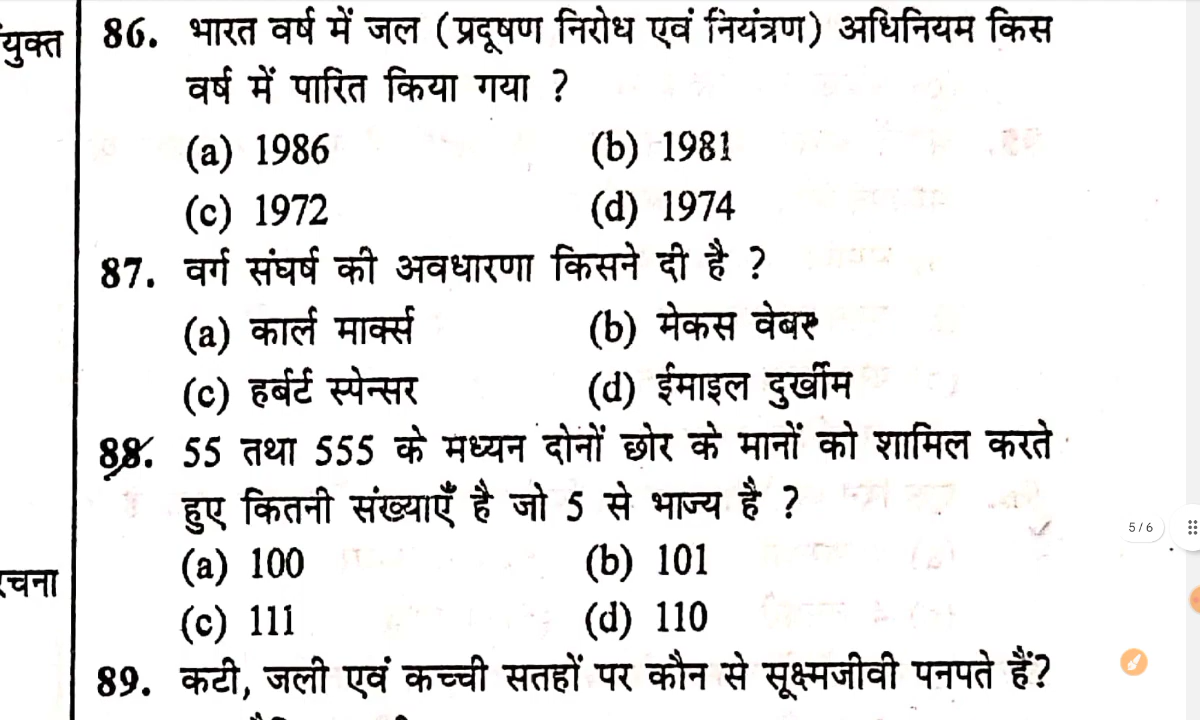 युक्त
86. भारत वर्ष में जल (प्रदूषण निरोध एवं नियंत्रण) अधिनियम किस
वर्ष में पारित किया गया ?
(a) 1986 (b) 1981
(c) 1972 (d) 1974
87. वर्ग संघर्ष की अवधारणा किसने दी है ?
(a) कार्ल मार्क्स (b) मेकस वेबर
(c) हर्बर्ट स्पेन्सर (d) ईमाइल दुर्खीम
88. 55 तथा 555 के मध्यन दोनों छोर के मानों को शामिल करते
हुए कितनी संख्याएँ है जो 5 से भाज्य है ?
5/6
(a) 100 (b) 101
रचना
(c) 111 (d) 110
89. कटी, जली एवं कच्ची सतहों पर कौन से सूक्ष्मजीवी पनपते हैं?